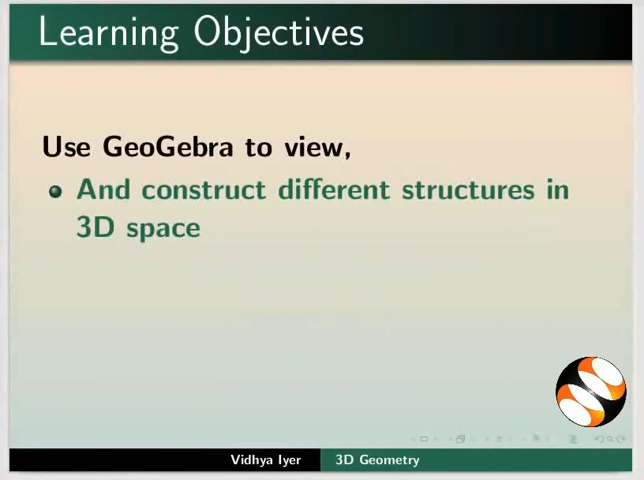 Learning Objectives
Use GeoGebra to view,
And construct different structures in
3D space
Vidhya Iyer 3D Geometry